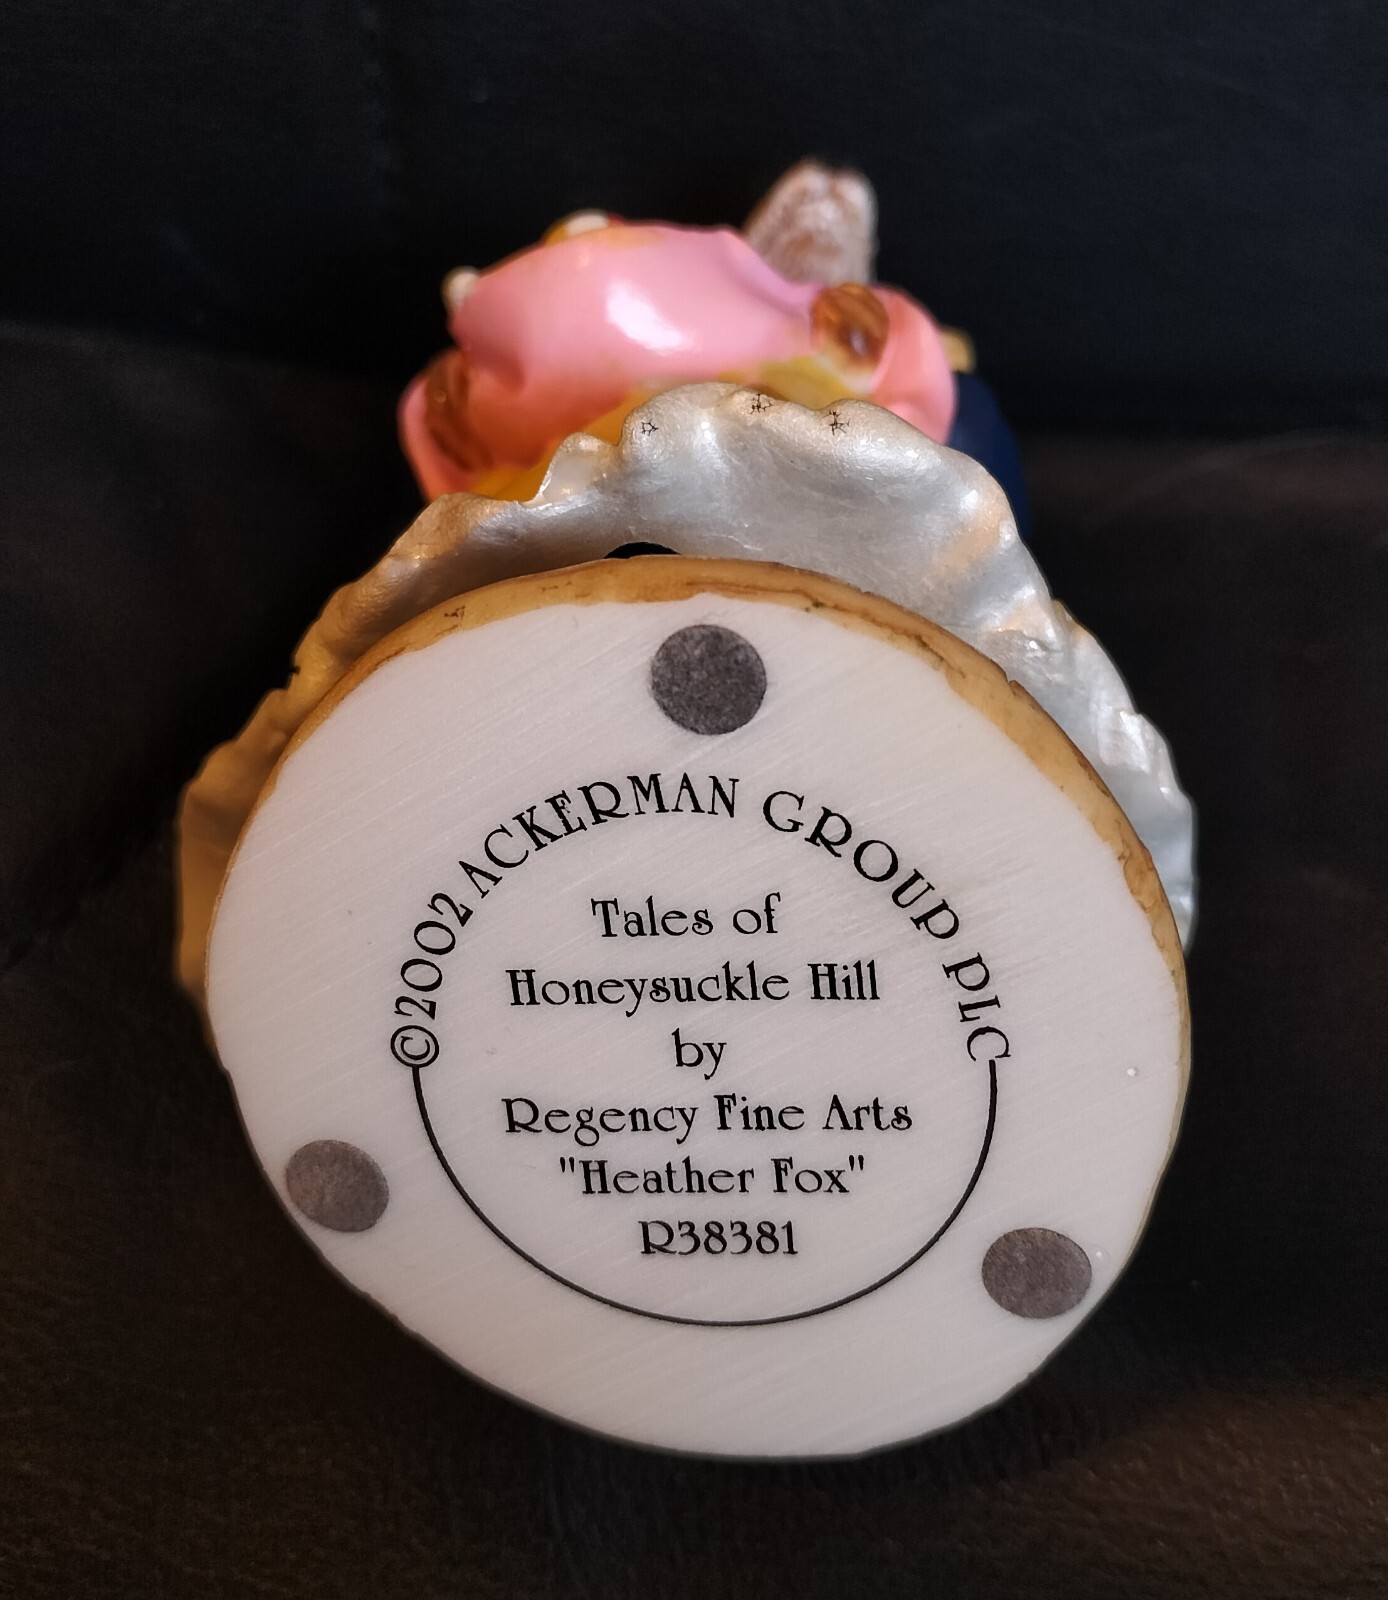 ©2002 ACKERMAN GROUP PLC
Tales of
Honeysuckle Hill
by
Regency Fine Arts
"Heather Fox"
R38381